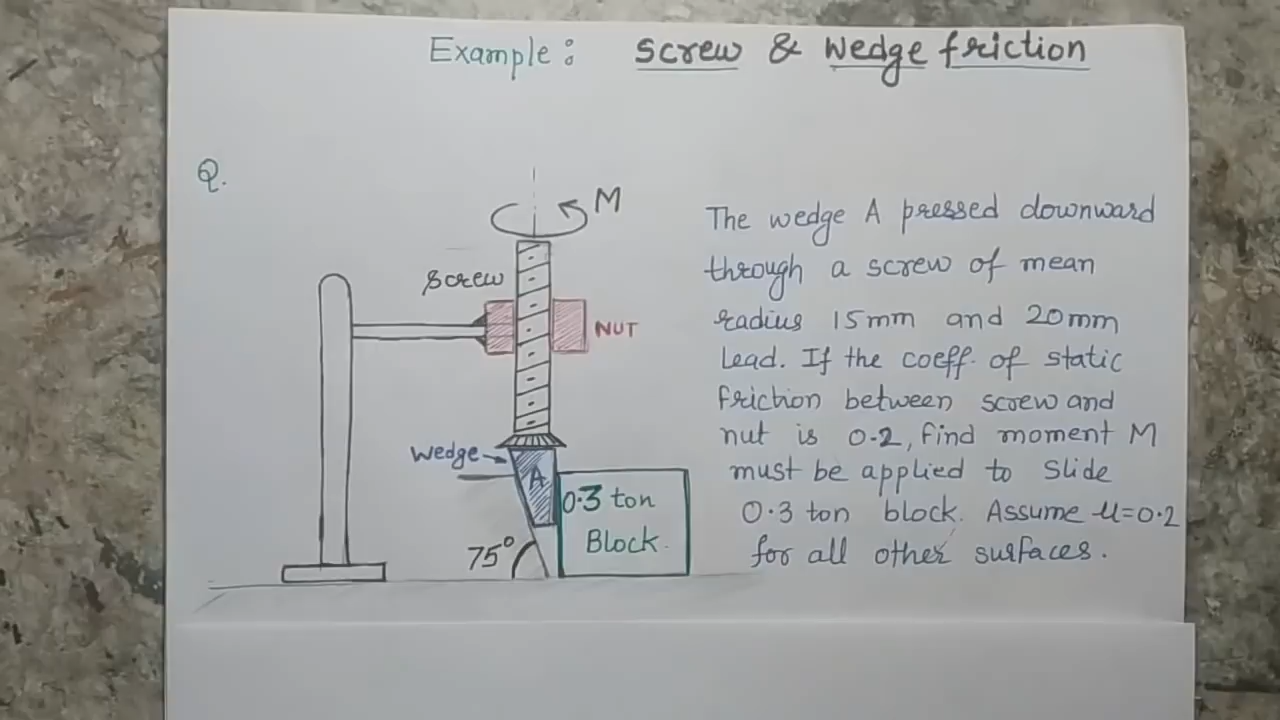 Example: Screw & Wedge friction
Q.
M
The wedge A pressed downward
through a screw of mean
radius 15mm and 20mm
Lead. If the coeff. of static
friction between screw and
nut is 0.2, find moment M
must be applied to slide
0.3 ton block. Assume μ=0.2
for all other surfaces.
Screw
NUT
Wedge
A
0.3 ton
Block.
75°